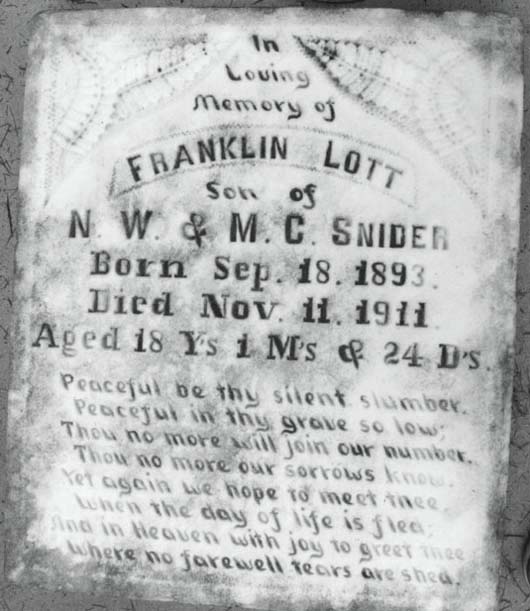 In
Loving
Memory of
FRANKLIN LOTT
Son of
N. W. & M. C. SNIDER
Born Sep. 18. 1893.
Died Nov. 11. 1911
Aged 18 Y's 1 M's & 24 D's.
Peaceful be thy silent slumber.
Peaceful in thy grave so low;
Thou no more will join our number.
Thou no more our sorrows know.
Yet again we hope to meet thee.
When the day of life is fled;
And in Heaven with joy to greet thee
Where no farewell tears are shed.